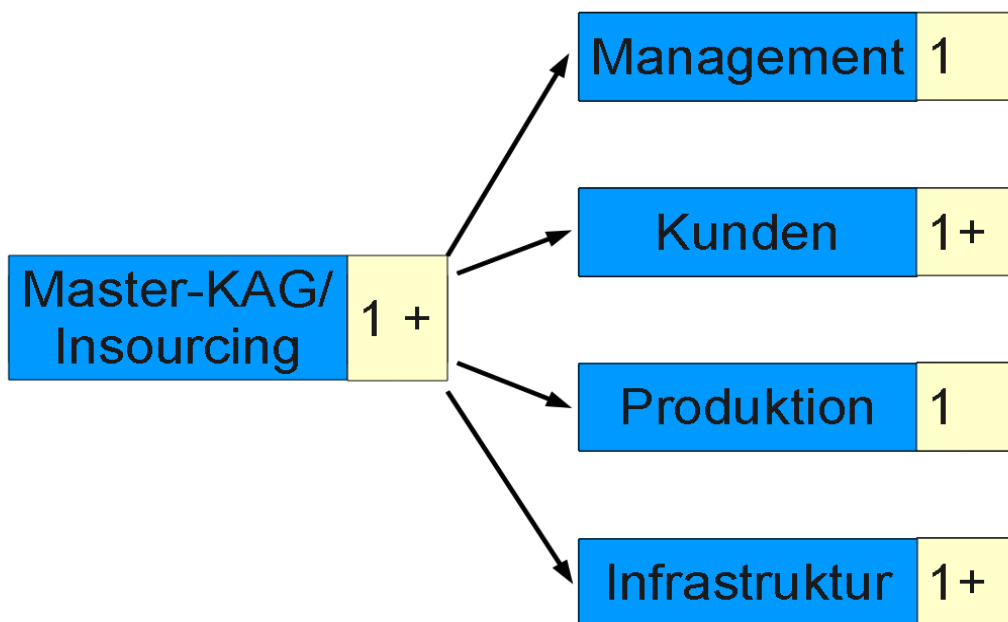 Management 1
Kunden 1+
Master-KAG/
Insourcing
1 +
Produktion 1
Infrastruktur 1+